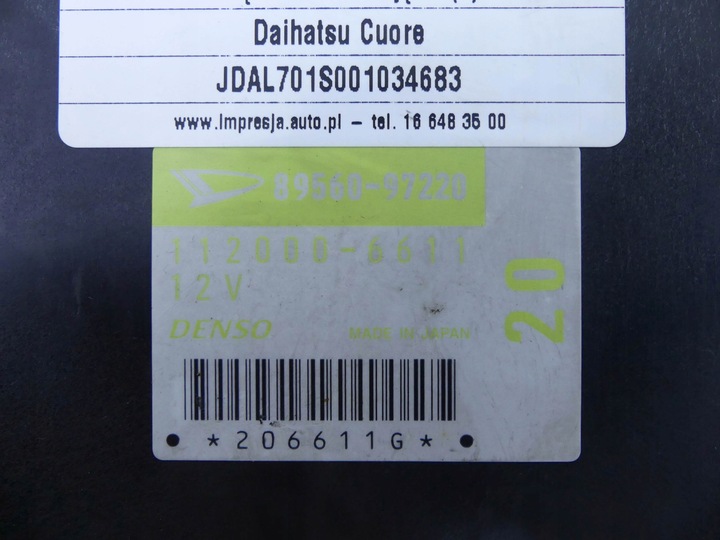 Daihatsu Cuore
JDAL701S001034683
www.impresja.auto.pl – tel. 16 648 35 00
89560-97220
112000-6611
12V
DENSO MADE IN JAPAN
20
*206611G*